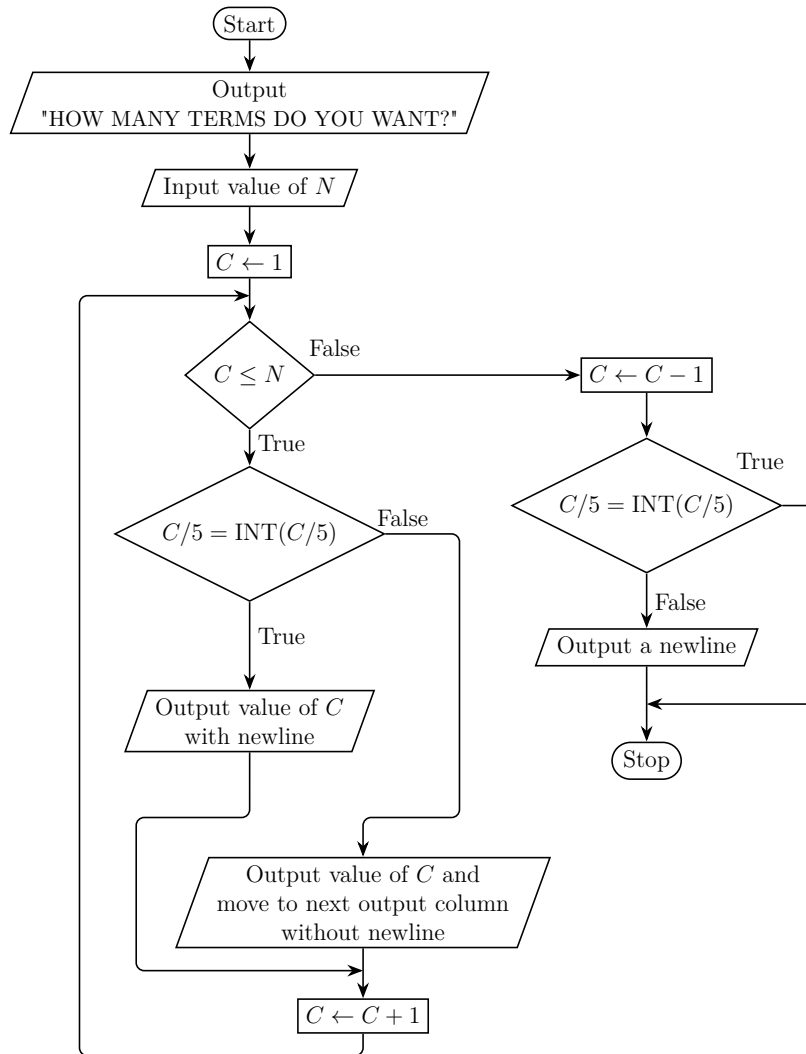 Start
Output
"HOW MANY TERMS DO YOU WANT?"
Input value of N
C ← 1
C ≤ N
False
True
C ← C − 1
C/5 = INT(C/5)
False
True
C/5 = INT(C/5)
True
False
Output a newline
Output value of C
with newline
Stop
Output value of C and
move to next output column
without newline
C ← C + 1